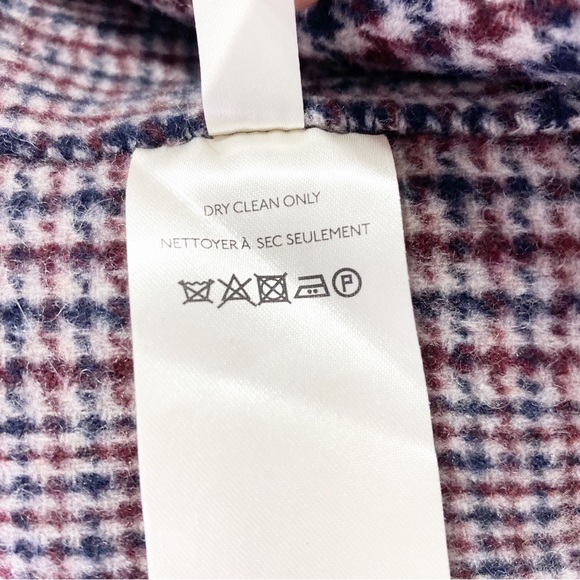 DRY CLEAN ONLY
NETTOYER À SEC SEULEMENT
P